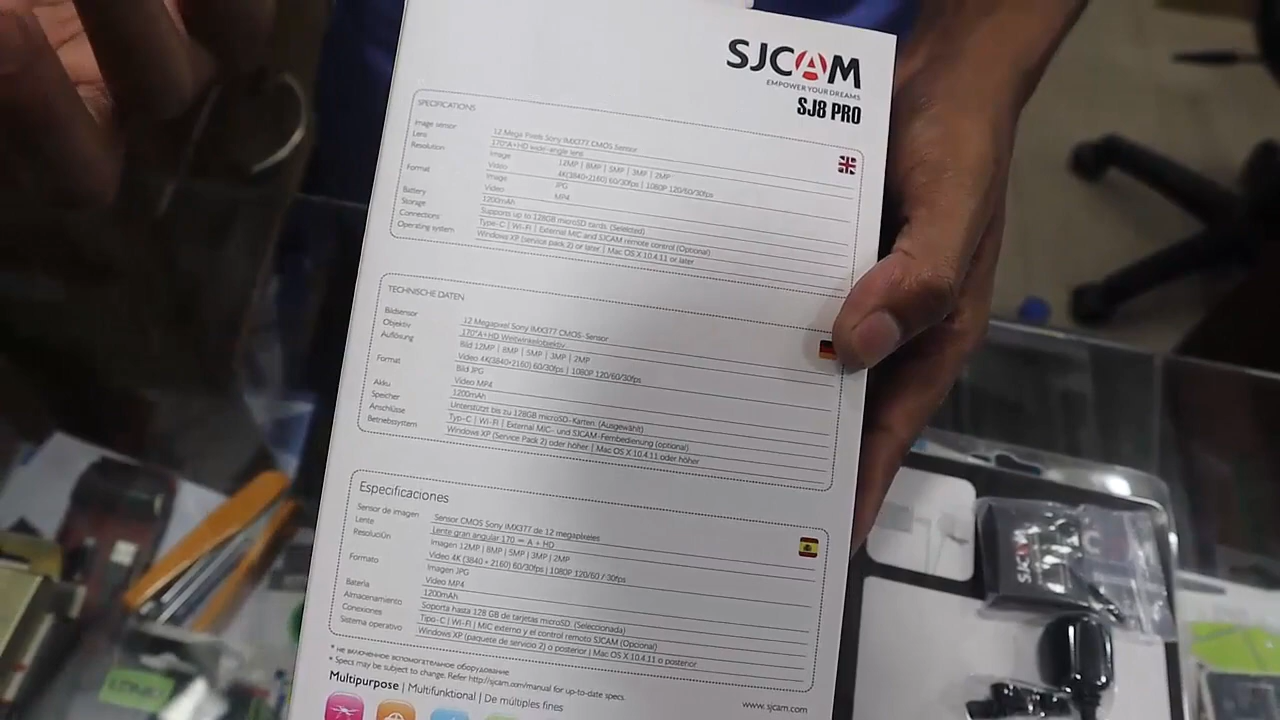 SJCAM
EMPOWER YOUR DREAMS
SJ8 PRO
SPECIFICATIONS
Image sensor 12 Mega Pixels Sony IMX377 CMOS Sensor
Lens 170°A+HD wide-angle lens
Resolution Image 12MP | 8MP | 5MP | 3MP | 2MP
Video 4K(3840*2160) 60/30fps | 1080P 120/60/30fps
Format Image JPG
Video MP4
Battery 1200mAh
Storage Supports up to 128GB microSD cards. (Selected)
Connections: Type-C | Wi-Fi | External MIC and SJCAM remote control (Optional)
Operating system Windows XP (service pack 2) or later | Mac OS X 10.4.11 or later
TECHNISCHE DATEN
Bildsensor 12 Megapixel Sony IMX377 CMOS- Sensor
Objektiv 170°A+HD Weitwinkelobjektiv
Auflösung Bild 12MP | 8MP | 5MP | 3MP | 2MP
Video 4K(3840*2160) 60/30fps | 1080P 120/60/30fps
Format Bild JPG
Video MP4
Akku 1200mAh
Speicher Unterstützt bis zu 128GB microSD-Karten. (Ausgewählt)
Anschlüsse Typ-C | Wi-Fi | External MIC- und SJCAM-Fernbedienung (optional)
Betriebssystem Windows XP (Service Pack 2) oder höher | Mac OS X 10.4.11 oder höher
Especificaciones
Sensor de imagen Sensor CMOS Sony IMX377 de 12 megapíxeles
Lente Lente gran angular 170 ° A + HD
ResoluciÚn Imagen 12MP | 8MP | 5MP | 3MP | 2MP
Video 4K (3840 * 2160) 60/30fps | 1080P 120/60 / 30fps
Formato Imagen JPG
Video MP4
Batería 1200mAh
Almacenamiento Soporta hasta 128 GB de tarjetas microSD. (Seleccionada)
Conexiones Tipo-C | Wi-Fi | MIC externo y el control remoto SJCAM (Opcional)
Sistema operativo Windows XP (paquete de servicio 2) o posterior | Mac OS X 10.4.11 o posterior
* не включенное вспомогательное оборудование
* Specs may be subject to change. Refer http://sjcam.com/manual for up-to-date specs.
Multipurpose | Multifunktional | De múltiples fines
www.sjcam.com
SJCAM